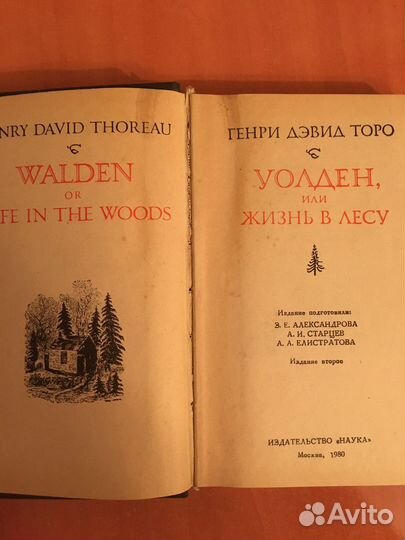 NRY DAVID THOREAU
WALDEN
OR
FE IN THE WOODS
ГЕНРИ ДЭВИД ТОРО
УОЛДЕН,
ИЛИ
ЖИЗНЬ В ЛЕСУ
Издание подготовили:
З. Е. АЛЕКСАНДРОВА
А. И. СТАРЦЕВ
А. А. ЕЛИСТРАТОВА
Издание второе
ИЗДАТЕЛЬСТВО «НАУКА»
Москва, 1980
Avito